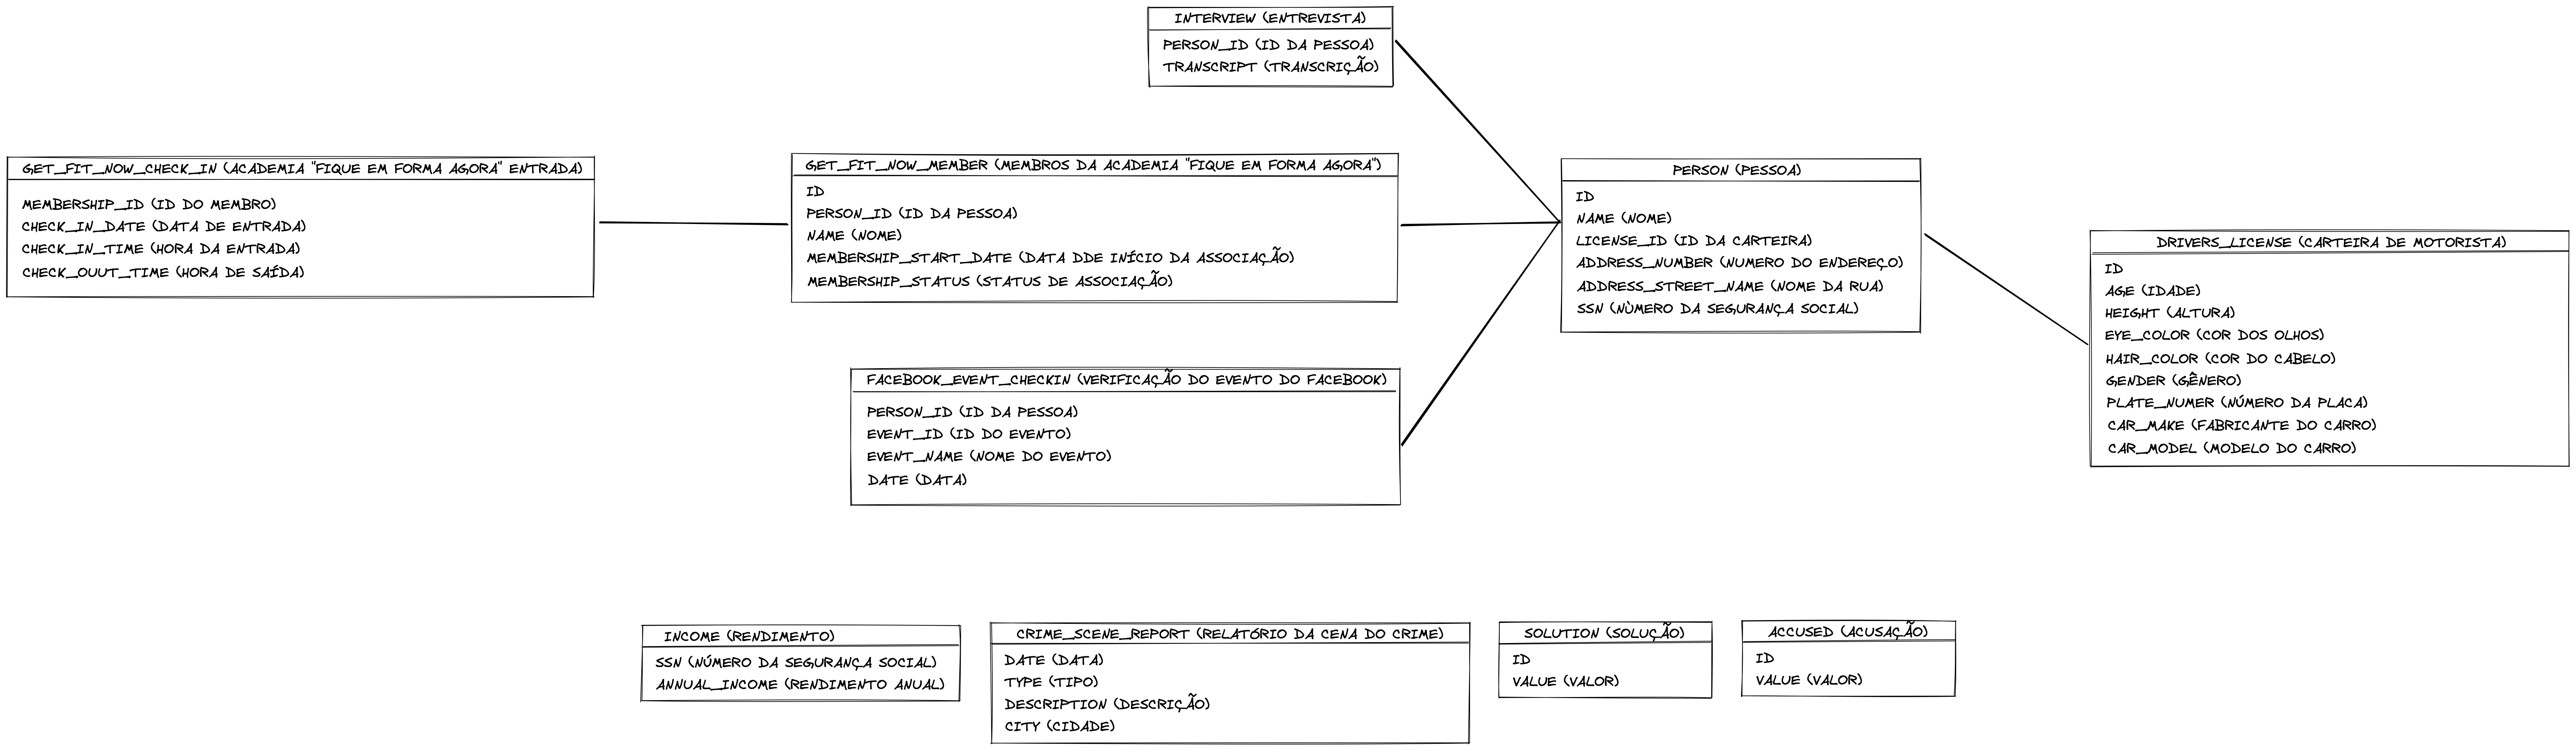 INTERVIEW (ENTREVISTA)
PERSON_ID (ID DA PESSOA)
TRANSCRIPT (TRANSCRIÇÃO)
GET_FIT_NOW_CHECK_IN (ACADEMIA "FIQUE EM FORMA AGORA" ENTRADA)
MEMBERSHIP_ID (ID DO MEMBRO)
CHECK_IN_DATE (DATA DE ENTRADA)
CHECK_IN_TIME (HORA DA ENTRADA)
CHECK_OUUT_TIME (HORA DE SAÍDA)
GET_FIT_NOW_MEMBER (MEMBROS DA ACADEMIA "FIQUE EM FORMA AGORA")
ID
PERSON_ID (ID DA PESSOA)
NAME (NOME)
MEMBERSHIP_START_DATE (DATA DDE INÍCIO DA ASSOCIAÇÃO)
MEMBERSHIP_STATUS (STATUS DE ASSOCIAÇÃO)
PERSON (PESSOA)
ID
NAME (NOME)
LICENSE_ID (ID DA CARTEIRA)
ADDRESS_NUMBER (NUMERO DO ENDEREÇO)
ADDRESS_STREET_NAME (NOME DA RUA)
SSN (NÙMERO DA SEGURANÇA SOCIAL)
DRIVERS_LICENSE (CARTEIRA DE MOTORISTA)
ID
AGE (IDADE)
HEIGHT (ALTURA)
EYE_COLOR (COR DOS OLHOS)
HAIR_COLOR (COR DO CABELO)
GENDER (GÊNERO)
PLATE_NUMER (NÚMERO DA PLACA)
CAR_MAKE (FABRICANTE DO CARRO)
CAR_MODEL (MODELO DO CARRO)
FACEBOOK_EVENT_CHECKIN (VERIFICAÇÃO DO EVENTO DO FACEBOOK)
PERSON_ID (ID DA PESSOA)
EVENT_ID (ID DO EVENTO)
EVENT_NAME (NOME DO EVENTO)
DATE (DATA)
INCOME (RENDIMENTO)
SSN (NÚMERO DA SEGURANÇA SOCIAL)
ANNUAL_INCOME (RENDIMENTO ANUAL)
CRIME_SCENE_REPORT (RELATÓRIO DA CENA DO CRIME)
DATE (DATA)
TYPE (TIPO)
DESCRIPTION (DESCRIÇÃO)
CITY (CIDADE)
SOLUTION (SOLUÇÃO)
ID
VALUE (VALOR)
ACCUSED (ACUSAÇÃO)
ID
VALUE (VALOR)